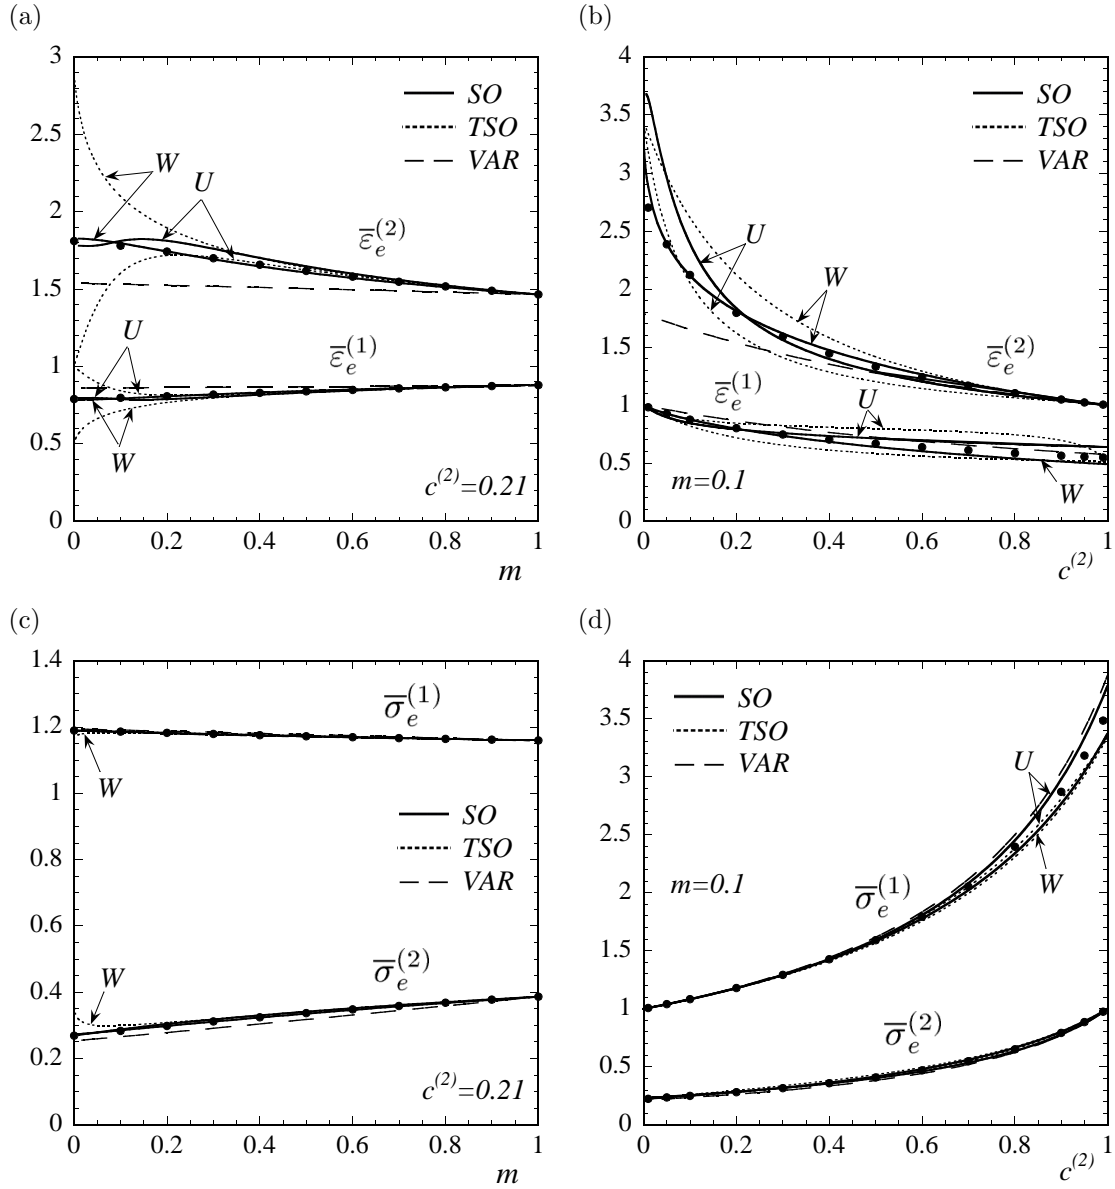 (a)
3
2.5
2
1.5
1
0.5
0
0 0.2 0.4 0.6 0.8 1
m
SO
TSO
VAR
W
U
ε̅ₑ⁽²⁾
U
ε̅ₑ⁽¹⁾
W
c⁽²⁾=0.21
(b)
4
3.5
3
2.5
2
1.5
1
0.5
0
0 0.2 0.4 0.6 0.8 1
c⁽²⁾
SO
TSO
VAR
U
W
ε̅ₑ⁽²⁾
ε̅ₑ⁽¹⁾
U
m=0.1
W
(c)
1.4
1.2
1
0.8
0.6
0.4
0.2
0
0 0.2 0.4 0.6 0.8 1
m
σ̅ₑ⁽¹⁾
W
SO
TSO
VAR
W
σ̅ₑ⁽²⁾
c⁽²⁾=0.21
(d)
4
3.5
3
2.5
2
1.5
1
0.5
0
0 0.2 0.4 0.6 0.8 1
c⁽²⁾
SO
TSO
VAR
U
m=0.1
σ̅ₑ⁽¹⁾
W
σ̅ₑ⁽²⁾